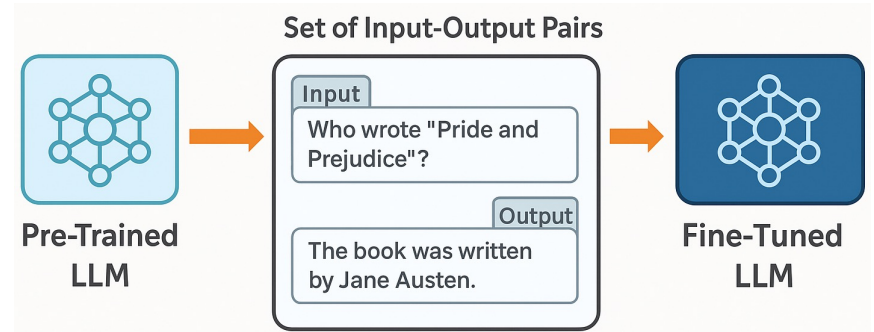 Set of Input-Output Pairs
Input
Who wrote "Pride and
Prejudice"?
Output
The book was written
by Jane Austen.
Pre-Trained
LLM
Fine-Tuned
LLM